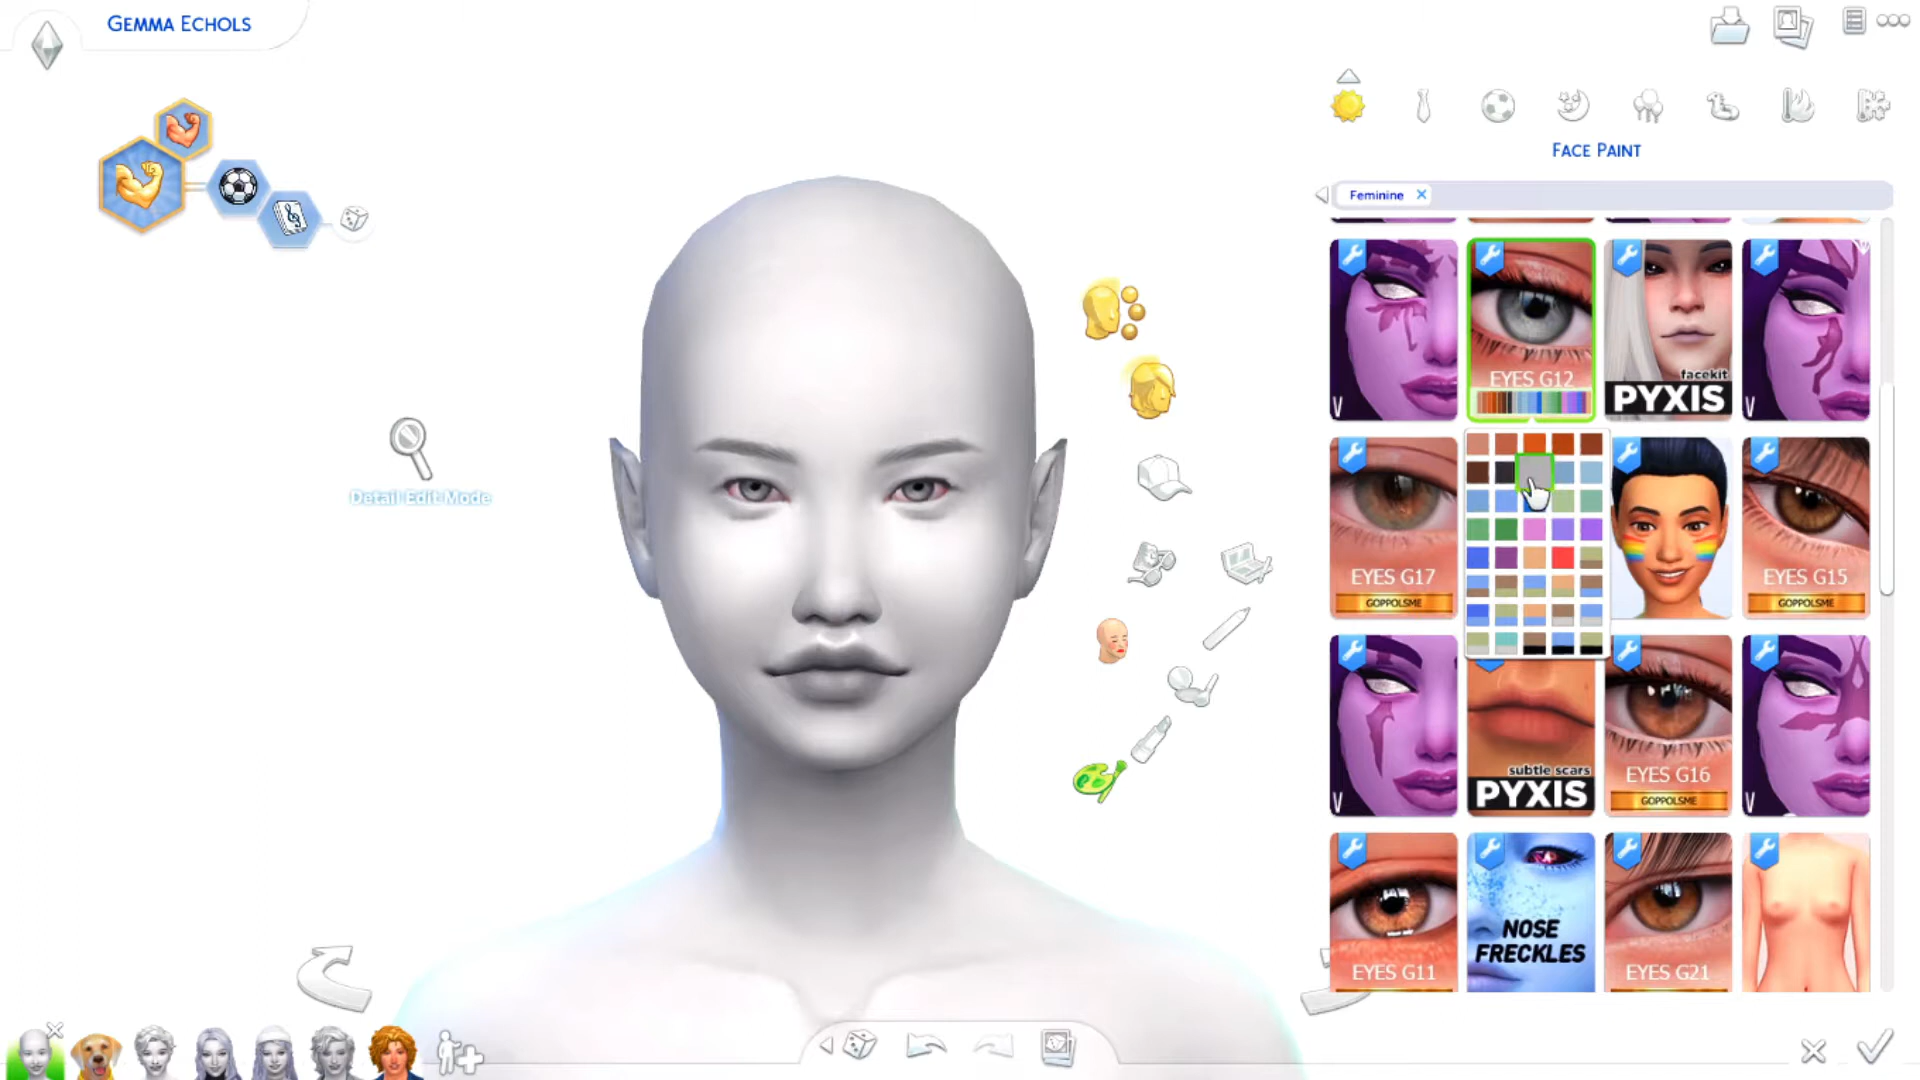 GEMMA ECHOLS
FACE PAINT
Feminine
EYES G12
facekit
PYXIS
V
V
Detail Edit Mode
EYES G17
GOPPOLSME
EYES G15
GOPPOLSME
V
subtle scars
PYXIS
EYES G16
GOPPOLSME
V
EYES G11
NOSE
FRECKLES
EYES G21